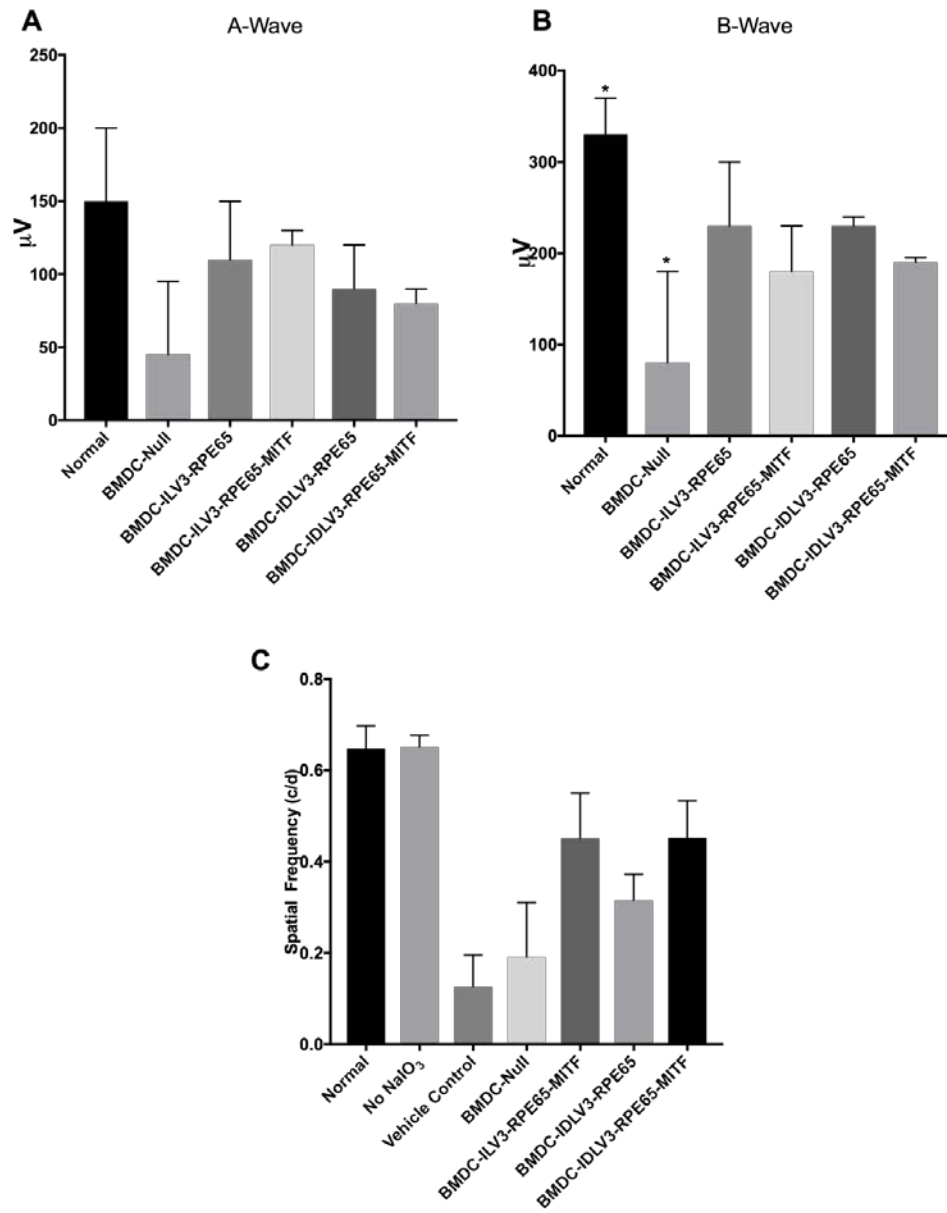 A
A-Wave
250
200
150
100
50
0
µV
Normal
BMDC-Null
BMDC-ILV3-RPE65
BMDC-ILV3-RPE65-MITF
BMDC-IDLV3-RPE65
BMDC-IDLV3-RPE65-MITF
B
B-Wave
400
300
200
100
0
µV
*
*
Normal
BMDC-Null
BMDC-ILV3-RPE65
BMDC-ILV3-RPE65-MITF
BMDC-IDLV3-RPE65
BMDC-IDLV3-RPE65-MITF
C
0.8
0.6
0.4
0.2
0.0
Spatial Frequency (c/d)
Normal
No NaIO₃
Vehicle Control
BMDC-Null
BMDC-ILV3-RPE65-MITF
BMDC-IDLV3-RPE65
BMDC-IDLV3-RPE65-MITF